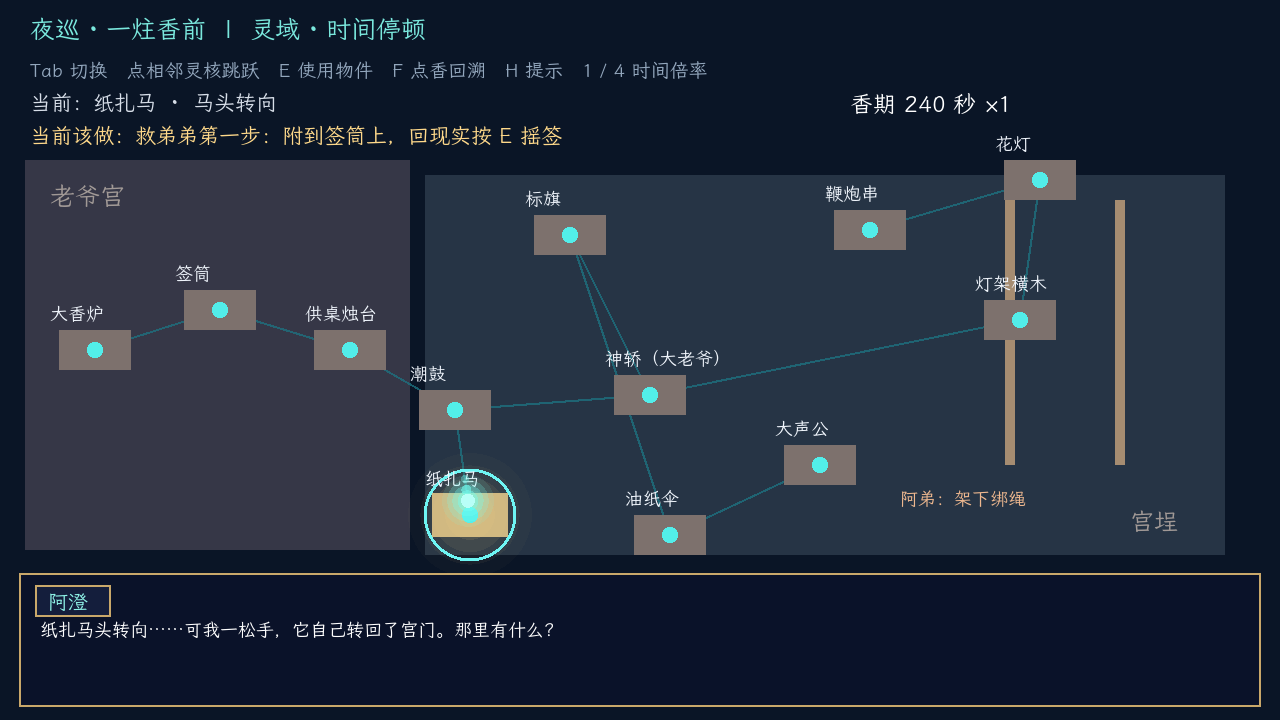 夜巡·一炷香前 | 灵域·时间停顿
Tab 切换 点相邻灵核跳跃 E 使用物件 F 点香回溯 H 提示 1 / 4 时间倍率
当前: 纸扎马 · 马头转向
香期 240 秒 ×1
当前该做: 救弟弟第一步: 附到签筒上, 回现实按 E 摇签
花灯
老爷宫
标旗
鞭炮串
签筒
灯架横木
大香炉
供桌烛台
神轿 (大老爷)
潮鼓
大声公
纸扎马
油纸伞
阿弟: 架下绑绳
宫埕
阿澄
纸扎马头转向……可我一松手, 它自己转回了宫门。那里有什么?